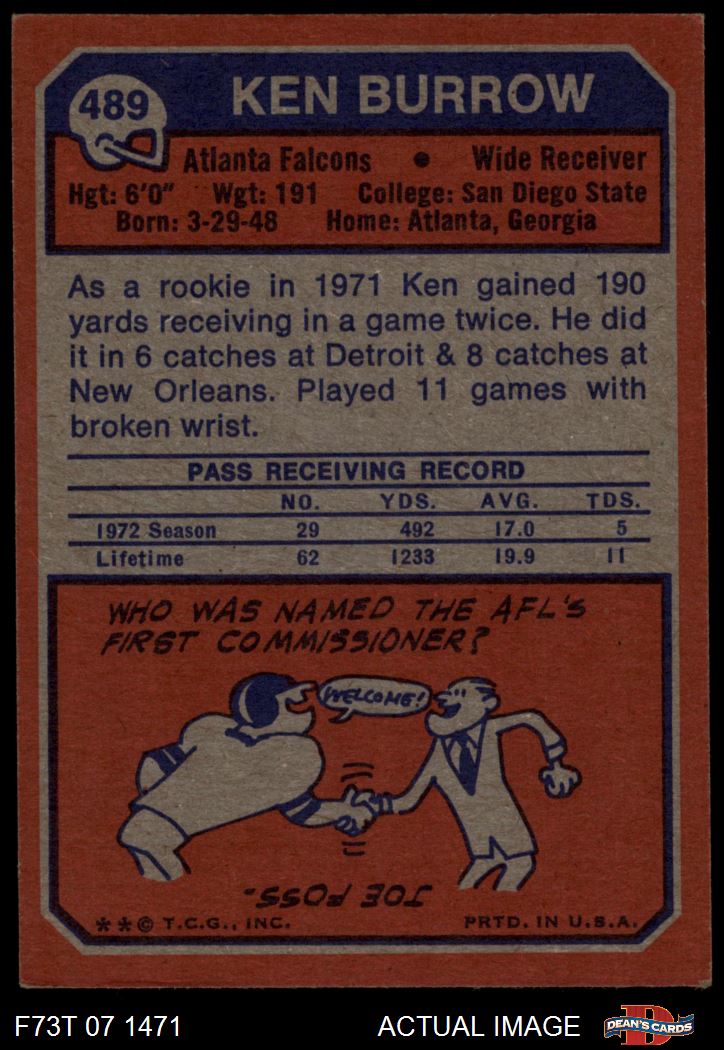 489
KEN BURROW
Atlanta Falcons • Wide Receiver
Hgt: 6'0" Wgt: 191 College: San Diego State
Born: 3-29-48 Home: Atlanta, Georgia
As a rookie in 1971 Ken gained 190
yards receiving in a game twice. He did
it in 6 catches at Detroit & 8 catches at
New Orleans. Played 11 games with
broken wrist.
PASS RECEIVING RECORD
NO. YDS. AVG. TDS.
1972 Season 29 492 17.0 5
Lifetime 62 1233 19.9 11
WHO WAS NAMED THE AFL'S
FIRST COMMISSIONER?
WELCOME!
JOE FOSS.
**© T.C.G., INC. PRTD. IN U.S.A.
F73T 07 1471 ACTUAL IMAGE D DEAN'S CARDS